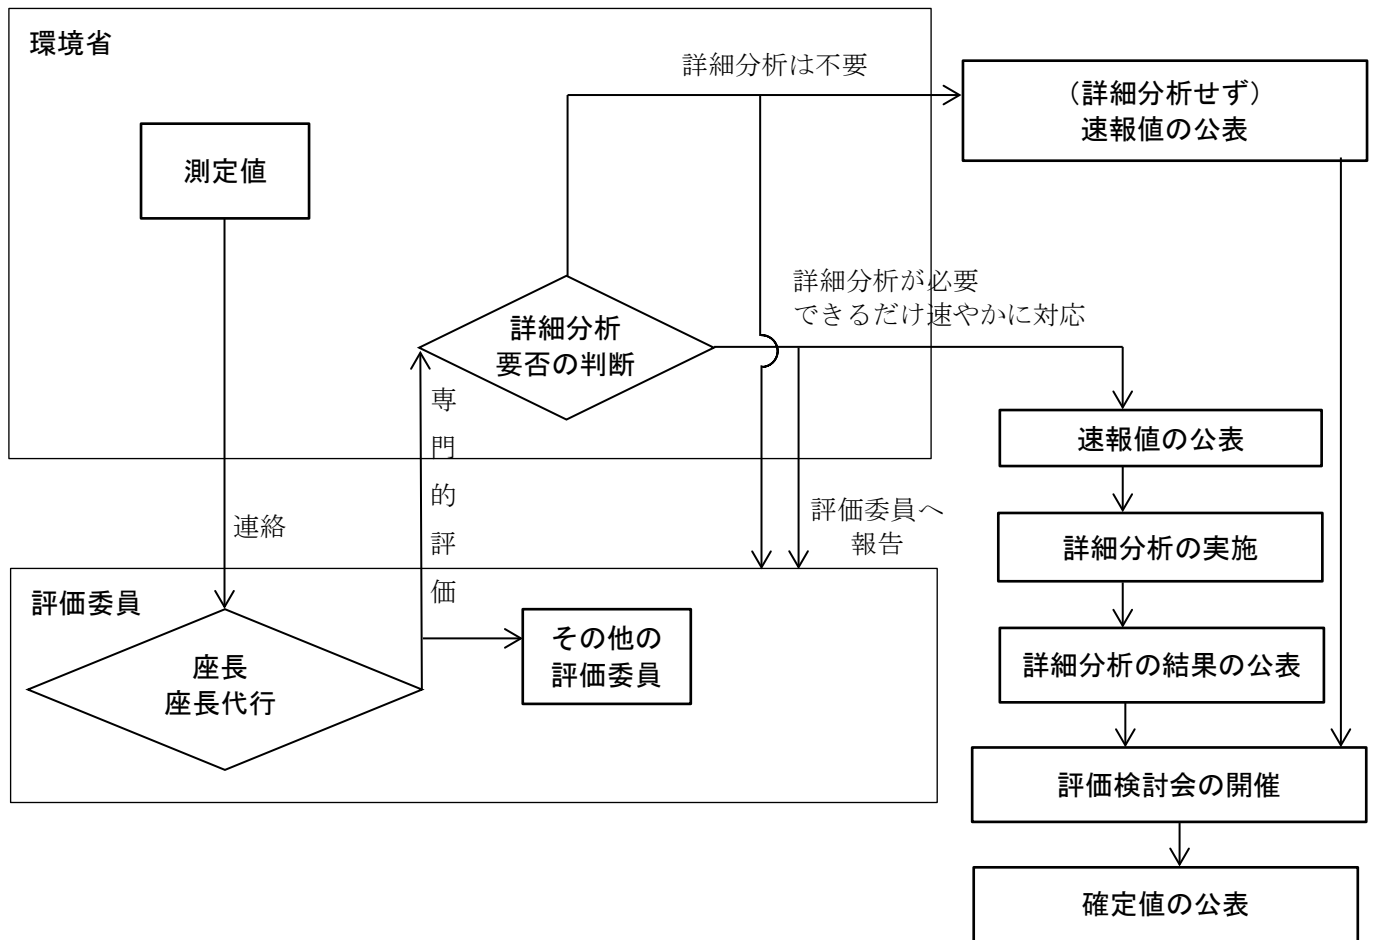 環境省
詳細分析は不要
（詳細分析せず）
速報値の公表
測定値
詳細分析が必要
できるだけ速やかに対応
詳細分析
要否の判断
専門的評価
速報値の公表
連絡
評価委員へ
報告
詳細分析の実施
評価委員
座長
座長代行
その他の
評価委員
詳細分析の結果の公表
評価検討会の開催
確定値の公表